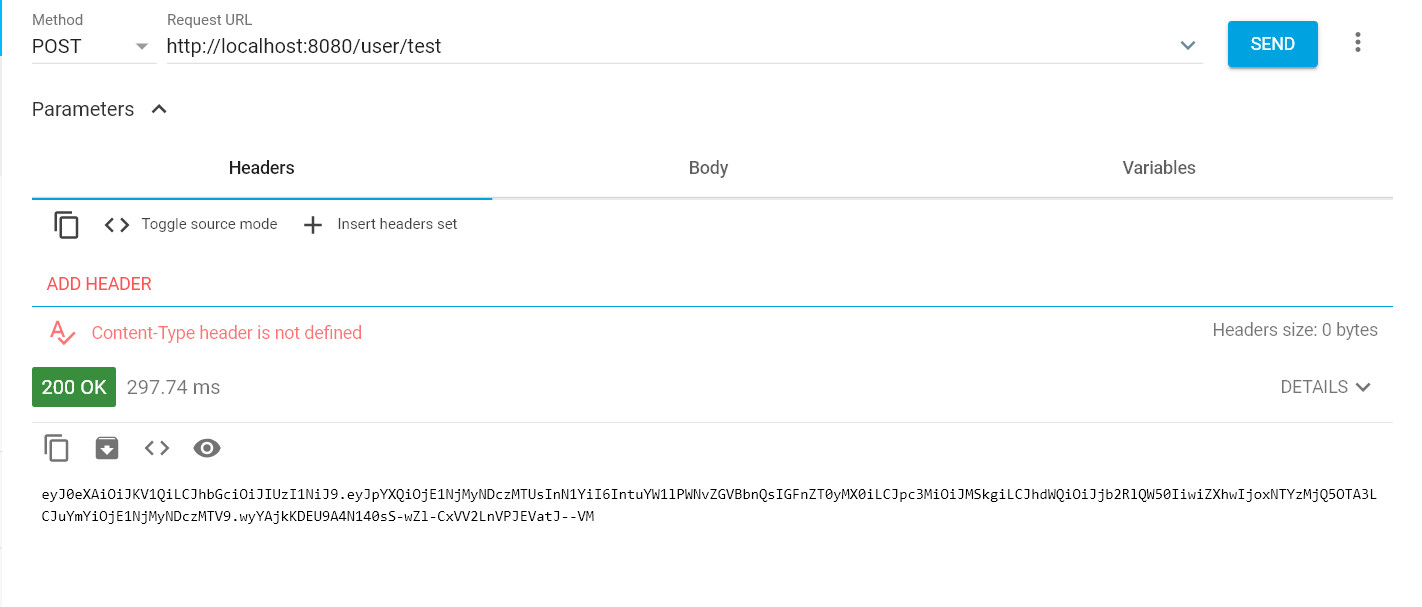 Method
Request URL
POST
http://localhost:8080/user/test
SEND
Parameters
Headers
Body
Variables
Toggle source mode
Insert headers set
ADD HEADER
Content-Type header is not defined
Headers size: 0 bytes
200 OK
297.74 ms
DETAILS
eyJ0eXAiOiJKV1QiLCJhbGciOiJIUzI1NiJ9.eyJpYXQiOjE1NjMyNDczMTUsInN1YiI6IntuYW1lPWNvZGVBbnQsIGFnZT0yMX0iLCJpc3MiOiJMSkgiLCJhdWQiOiJjb2RlQW50IiwiZXhwIjoxNTYzMjQ5OTA3L
CJuYmYiOjE1NjMyNDczMTV9.wyYAjkKDEU9A4N140sS-wZl-CxVV2LnVPJEVatJ--VM